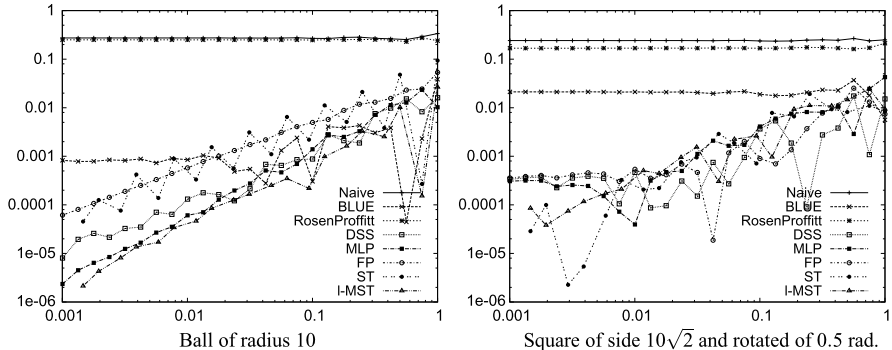 1
0.1
0.01
0.001
0.0001
1e-05
1e-06
0.001
0.01
0.1
1
Naive
BLUE
RosenProffitt
DSS
MLP
FP
ST
I-MST
Ball of radius 10
1
0.1
0.01
0.001
0.0001
1e-05
1e-06
0.001
0.01
0.1
1
Naive
BLUE
RosenProffitt
DSS
MLP
FP
ST
I-MST
Square of side 10√2 and rotated of 0.5 rad.